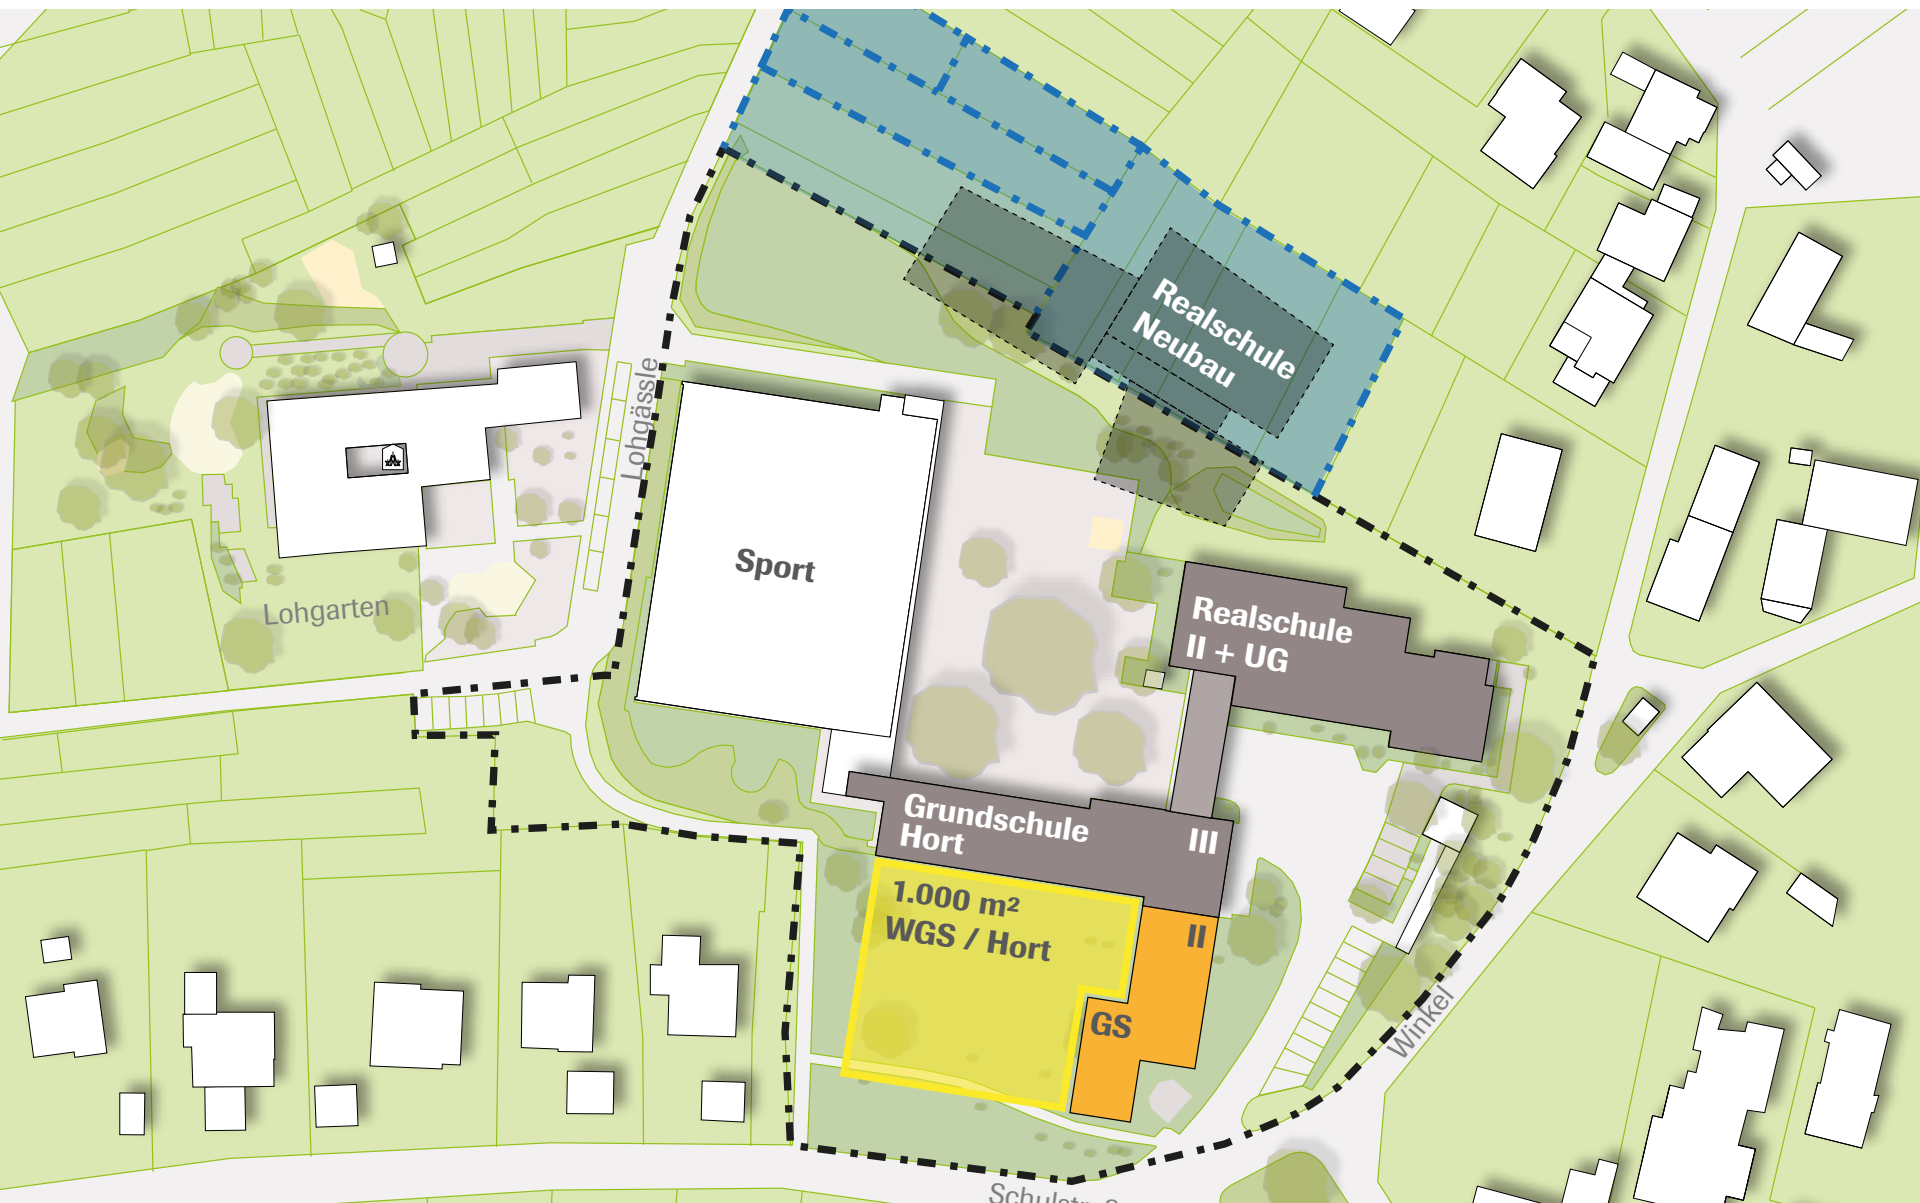 Realschule
Neubau
Lohgässle
Sport
Lohgarten
Realschule
II + UG
Grundschule
Hort
III
1.000 m²
WGS / Hort
II
GS
Winkel